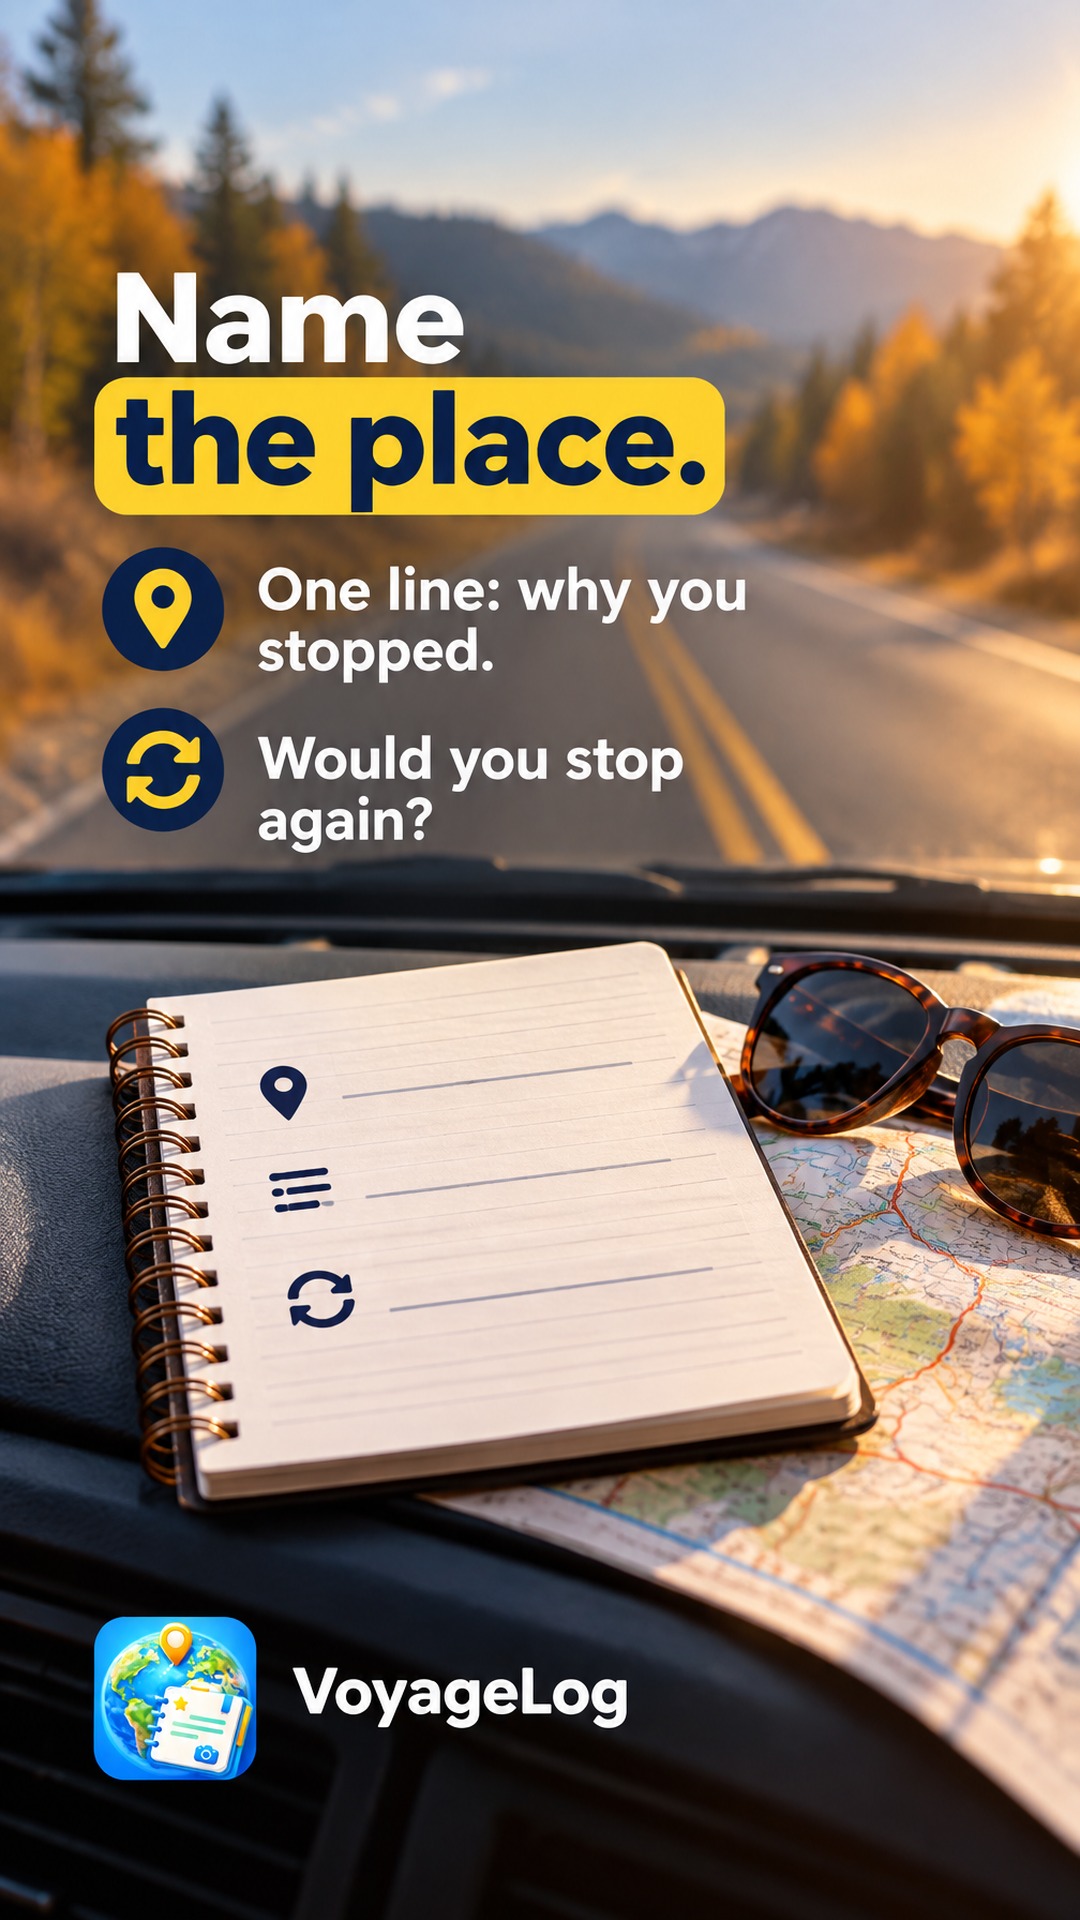 Name
the place.
One line: why you
stopped.
Would you stop
again?
VoyageLog